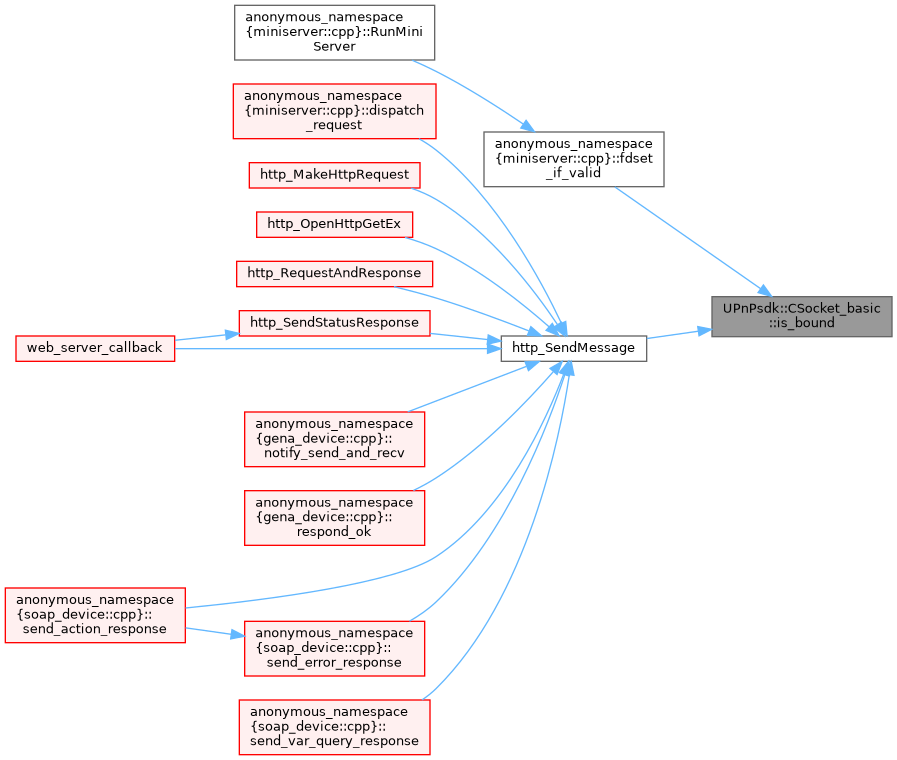 anonymous_namespace
{miniserver::cpp}::RunMini
Server
anonymous_namespace
{miniserver::cpp}::dispatch
_request
anonymous_namespace
{miniserver::cpp}::fdset
_if_valid
http_MakeHttpRequest
http_OpenHttpGetEx
http_RequestAndResponse
UPnPsdk::CSocket_basic
::is_bound
http_SendStatusResponse
web_server_callback
http_SendMessage
anonymous_namespace
{gena_device::cpp}::
notify_send_and_recv
anonymous_namespace
{gena_device::cpp}::
respond_ok
anonymous_namespace
{soap_device::cpp}::
send_action_response
anonymous_namespace
{soap_device::cpp}::
send_error_response
anonymous_namespace
{soap_device::cpp}::
send_var_query_response